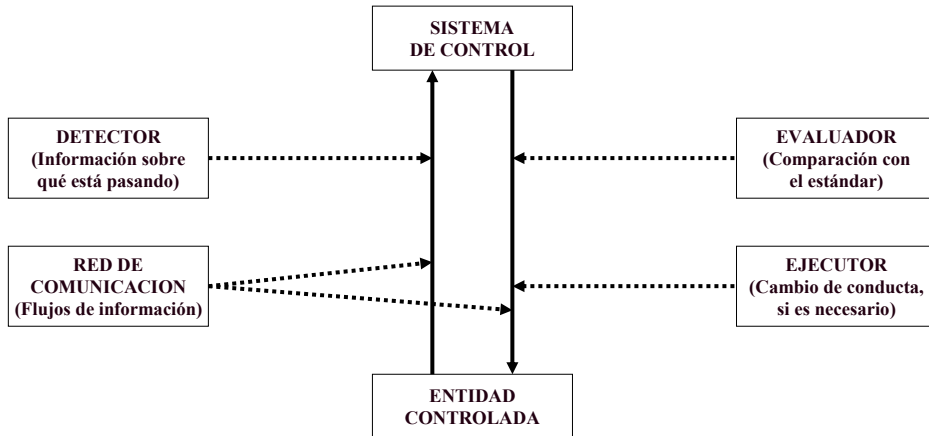 SISTEMA
DE CONTROL
DETECTOR
(Información sobre
qué está pasando)
EVALUADOR
(Comparación con
el estándar)
RED DE
COMUNICACION
(Flujos de información)
EJECUTOR
(Cambio de conducta,
si es necesario)
ENTIDAD
CONTROLADA